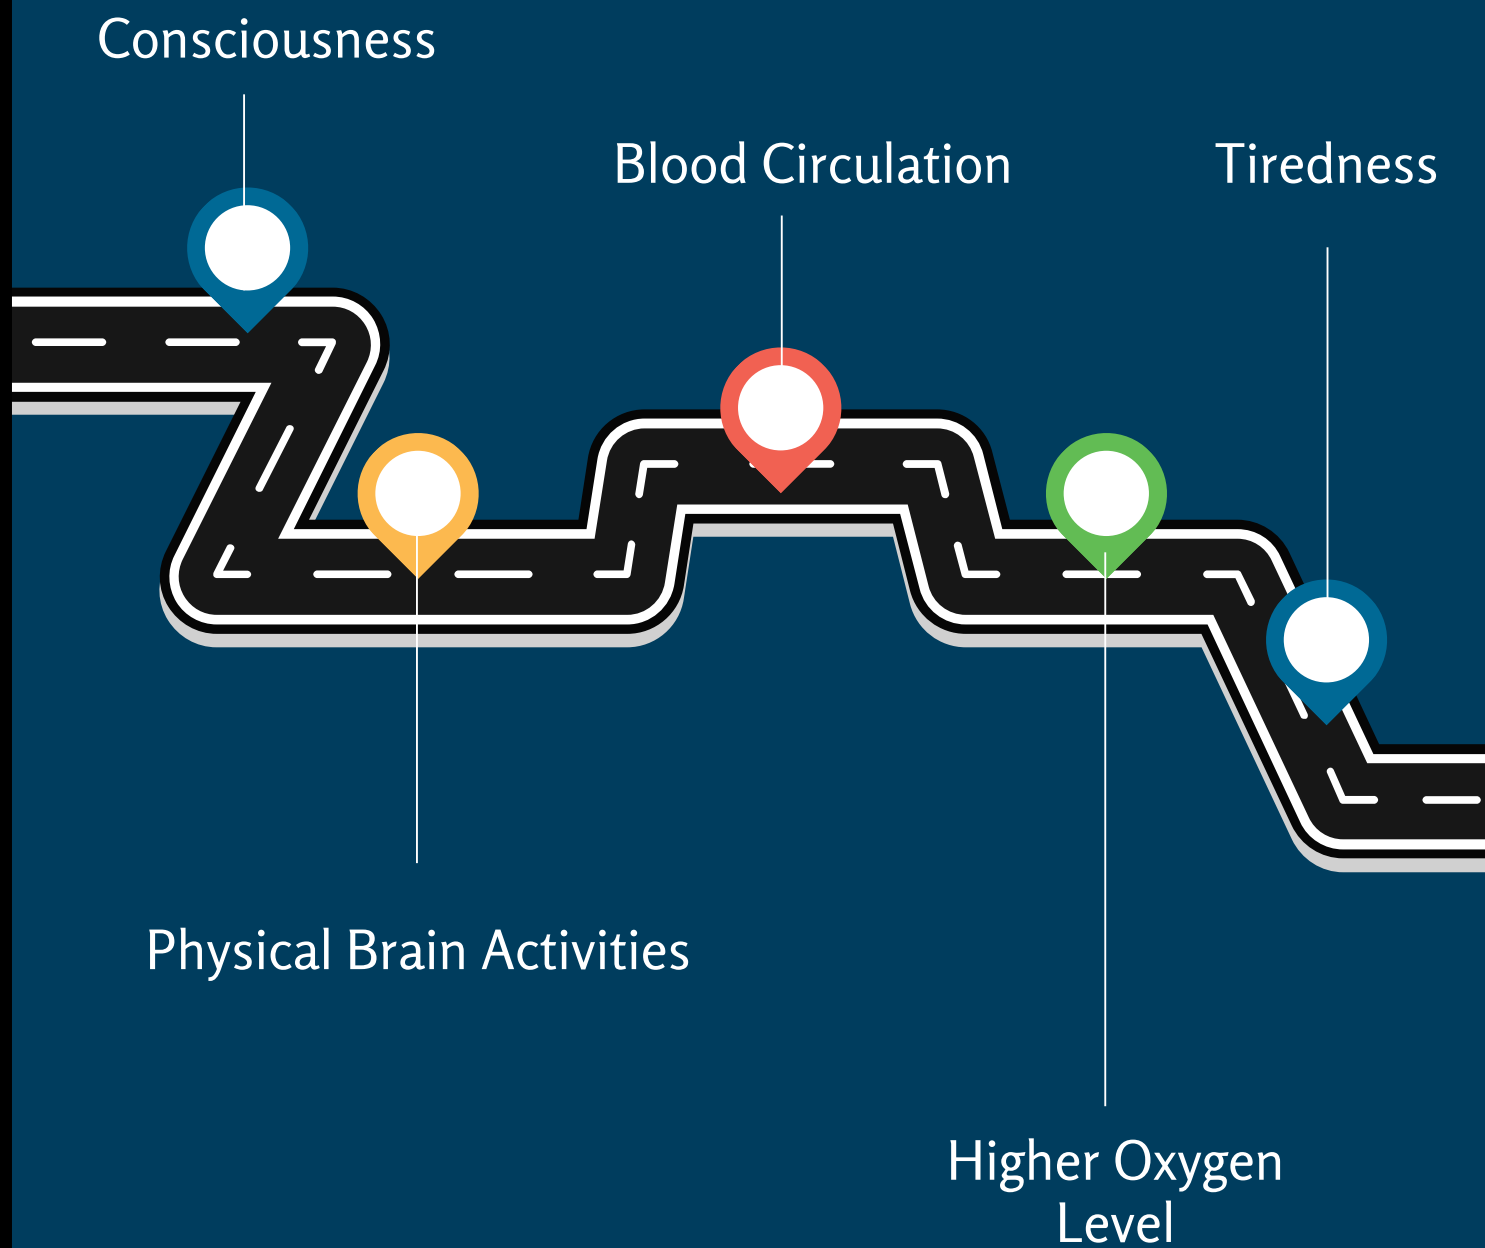 Consciousness
Blood Circulation
Tiredness
Physical Brain Activities
Higher Oxygen
Level